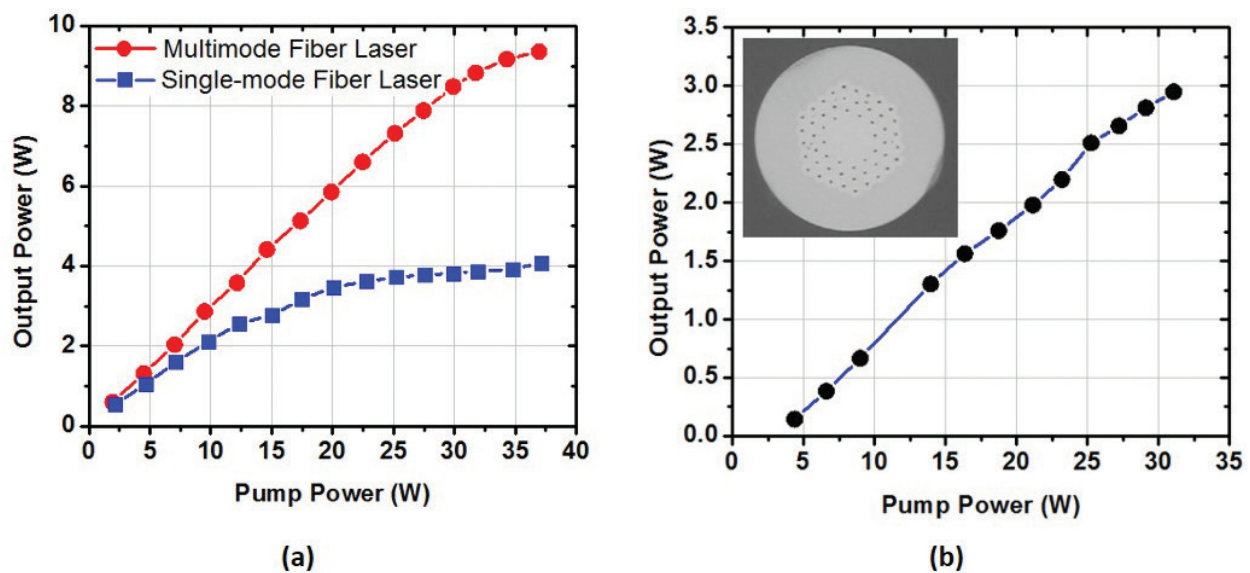 10
8
6
4
2
0
Output Power (W)
Multimode Fiber Laser
Single-mode Fiber Laser
0 5 10 15 20 25 30 35 40
Pump Power (W)
(a)
3.5
3.0
2.5
2.0
1.5
1.0
0.5
0.0
Output Power (W)
0 5 10 15 20 25 30 35
Pump Power (W)
(b)